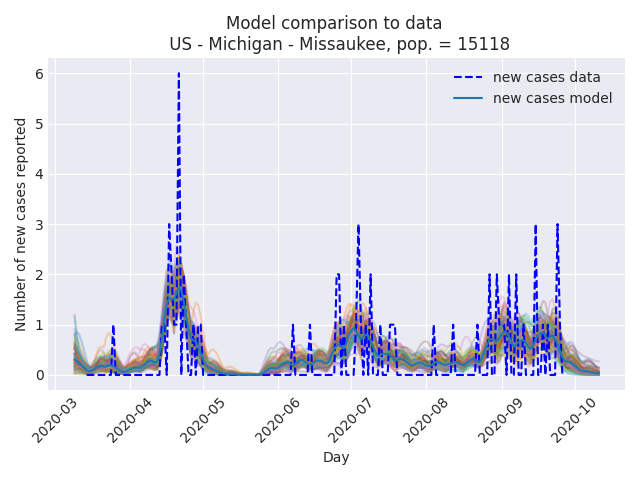 Model comparison to data
US - Michigan - Missaukee, pop. = 15118
new cases data
new cases model
Number of new cases reported
6
5
4
3
2
1
0
2020-03
2020-04
2020-05
2020-06
2020-07
2020-08
2020-09
2020-10
Day